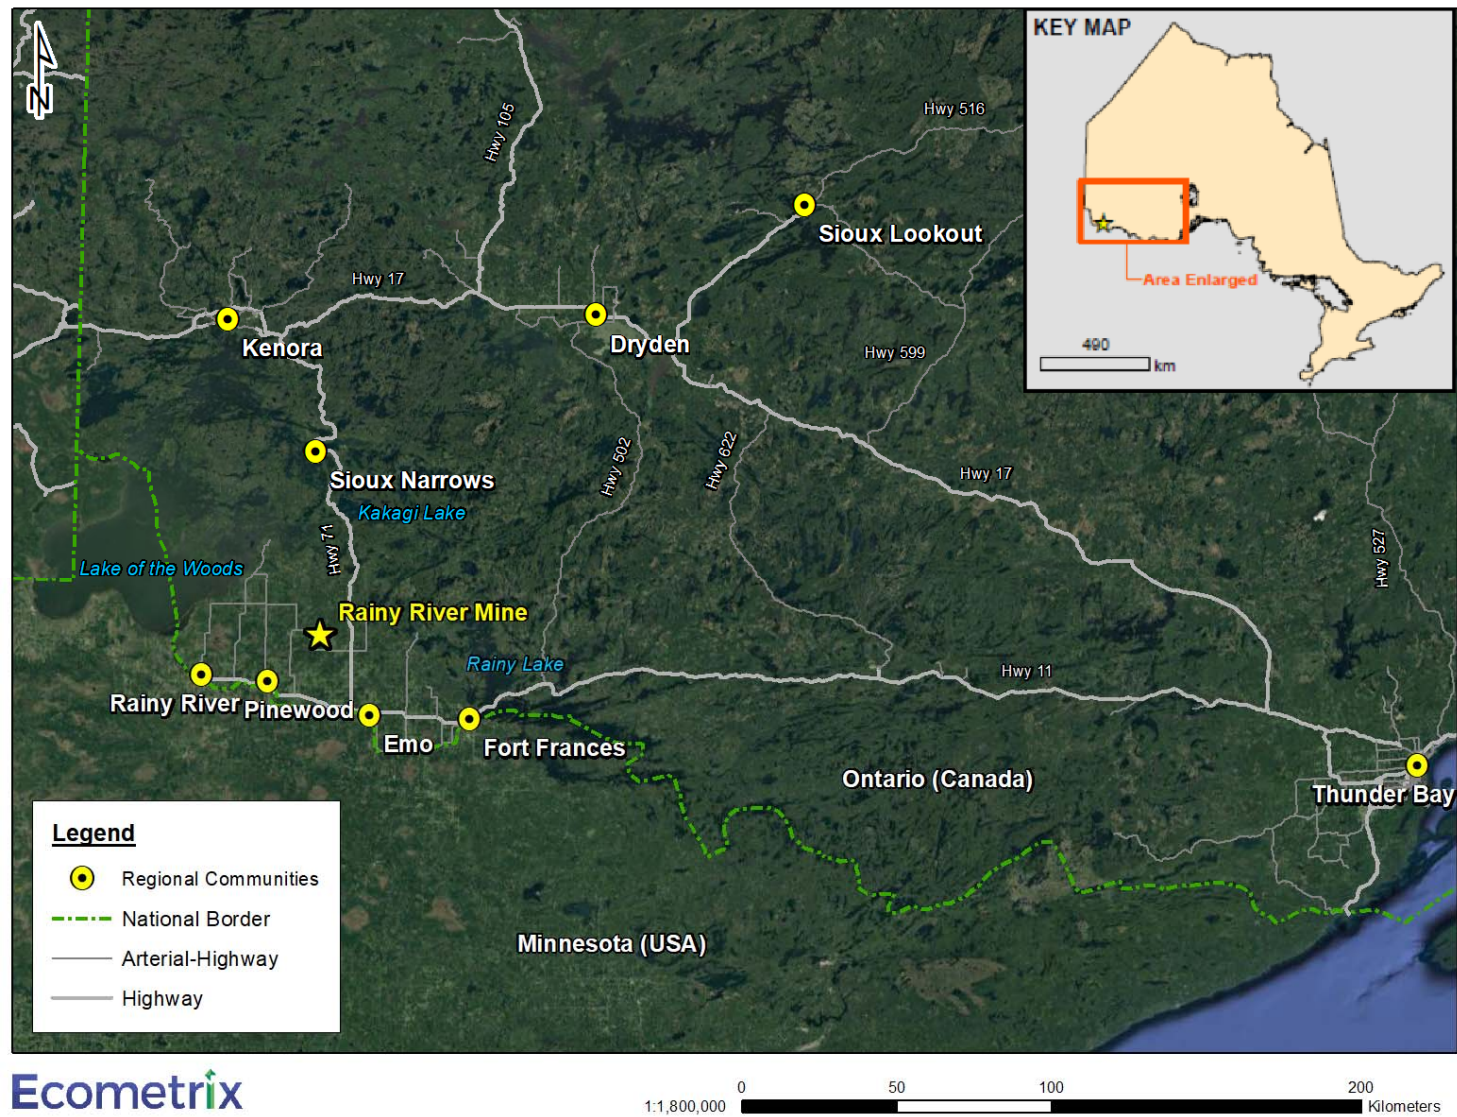 N
KEY MAP
Area Enlarged
490
km
Hwy 105
Hwy 516
Sioux Lookout
Hwy 17
Kenora
Dryden
Hwy 599
Sioux Narrows
Kakagi Lake
Hwy 502
Hwy 622
Hwy 17
Hwy 71
Hwy 527
Lake of the Woods
Rainy River Mine
Rainy Lake
Hwy 11
Rainy River
Pinewood
Emo
Fort Frances
Ontario (Canada)
Thunder Bay
Minnesota (USA)
Legend
Regional Communities
National Border
Arterial-Highway
Highway
Ecometrix
0 50 100 200
1:1,800,000 Kilometers